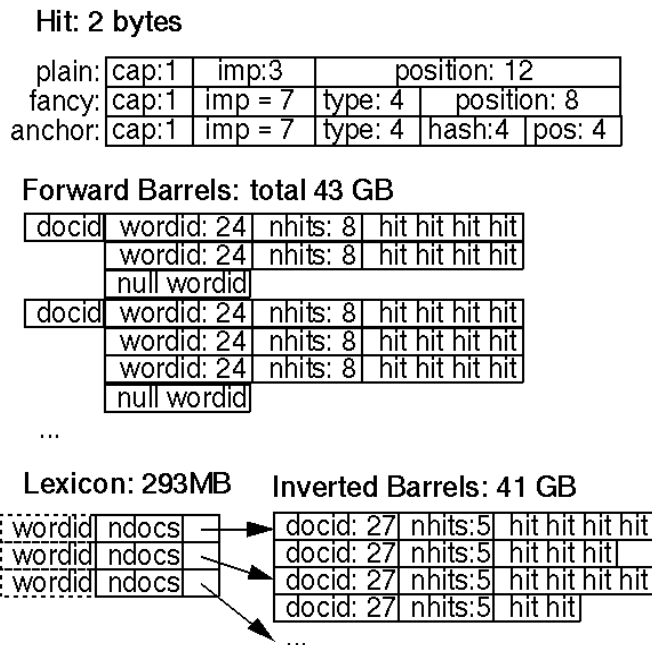 Hit: 2 bytes
plain: cap:1 imp:3 position: 12
fancy: cap:1 imp = 7 type: 4 position: 8
anchor: cap:1 imp = 7 type: 4 hash:4 pos: 4
Forward Barrels: total 43 GB
docid wordid: 24 nhits: 8 hit hit hit hit
wordid: 24 nhits: 8 hit hit hit hit
null wordid
docid wordid: 24 nhits: 8 hit hit hit hit
wordid: 24 nhits: 8 hit hit hit hit
wordid: 24 nhits: 8 hit hit hit hit
null wordid
...
Lexicon: 293MB Inverted Barrels: 41 GB
wordid ndocs docid: 27 nhits:5 hit hit hit hit
wordid ndocs docid: 27 nhits:5 hit hit hit
wordid ndocs docid: 27 nhits:5 hit hit hit hit
docid: 27 nhits:5 hit hit
...